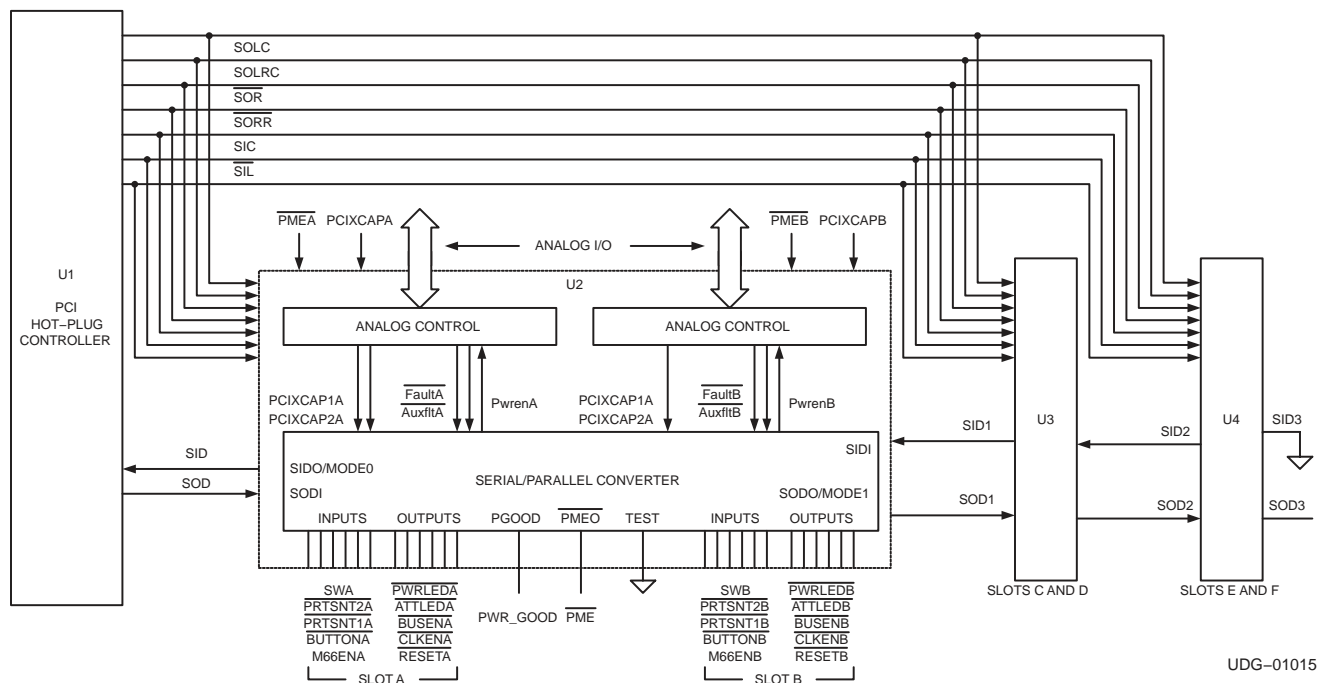 SOLC
SOLRC
SOR
SORR
SIC
SIL
PMEA PCIXCAPA
ANALOG I/O
PMEB PCIXCAPB
U1
PCI
HOT–PLUG
CONTROLLER
U2
ANALOG CONTROL
ANALOG CONTROL
PCIXCAP1A
PCIXCAP2A
FaultA
AuxfltA
PwrenA
PCIXCAP1A
PCIXCAP2A
FaultB
AuxfltB
PwrenB
U3
U4
SID
SOD
SIDO/MODE0
SODI
SERIAL/PARALLEL CONVERTER
SIDI
SODO/MODE1
INPUTS OUTPUTS PGOOD PMEO TEST INPUTS OUTPUTS
SID1
SID2
SID3
SOD1
SOD2
SOD3
SLOTS C AND D
SLOTS E AND F
SWA
PRTSNT2A
PRTSNT1A
BUTTONA
M66ENA
PWRLEDA
ATTLEDA
BUSENA
CLKENA
RESETA
SLOT A
PWR_GOOD
PME
SWB
PRTSNT2B
PRTSNT1B
BUTTONB
M66ENB
PWRLEDB
ATTLEDB
BUSENB
CLKENB
RESETB
SLOT B
UDG–01015